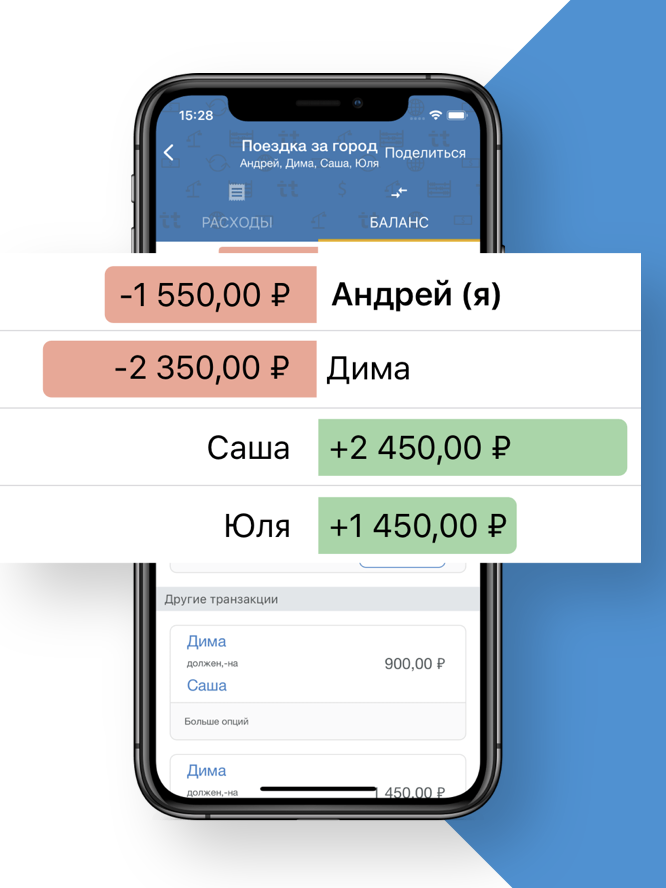 15:28
Поездка за город
Андрей, Дима, Саша, Юля
Поделиться
РАСХОДЫ
БАЛАНС
-1 550,00 ₽
Андрей (я)
-2 350,00 ₽
Дима
Саша
+2 450,00 ₽
Юля
+1 450,00 ₽
Другие транзакции
Дима
должен,-на
900,00 ₽
Саша
Больше опций
Дима
должен,-на
1 450,00 ₽